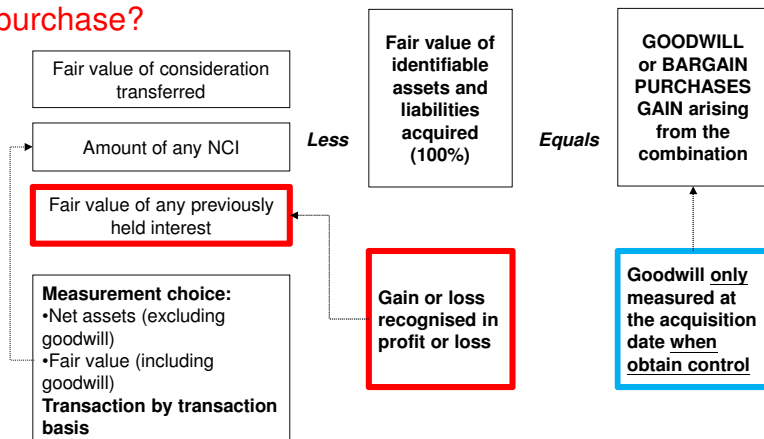 purchase?
Fair value of consideration
transferred
Amount of any NCI
Fair value of any previously
held interest
Measurement choice:
•Net assets (excluding
goodwill)
•Fair value (including
goodwill)
Transaction by transaction
basis
Less
Fair value of
identifiable
assets and
liabilities
acquired
(100%)
Gain or loss
recognised in
profit or loss
Equals
GOODWILL
or BARGAIN
PURCHASES
GAIN arising
from the
combination
Goodwill only
measured at
the acquisition
date when
obtain control